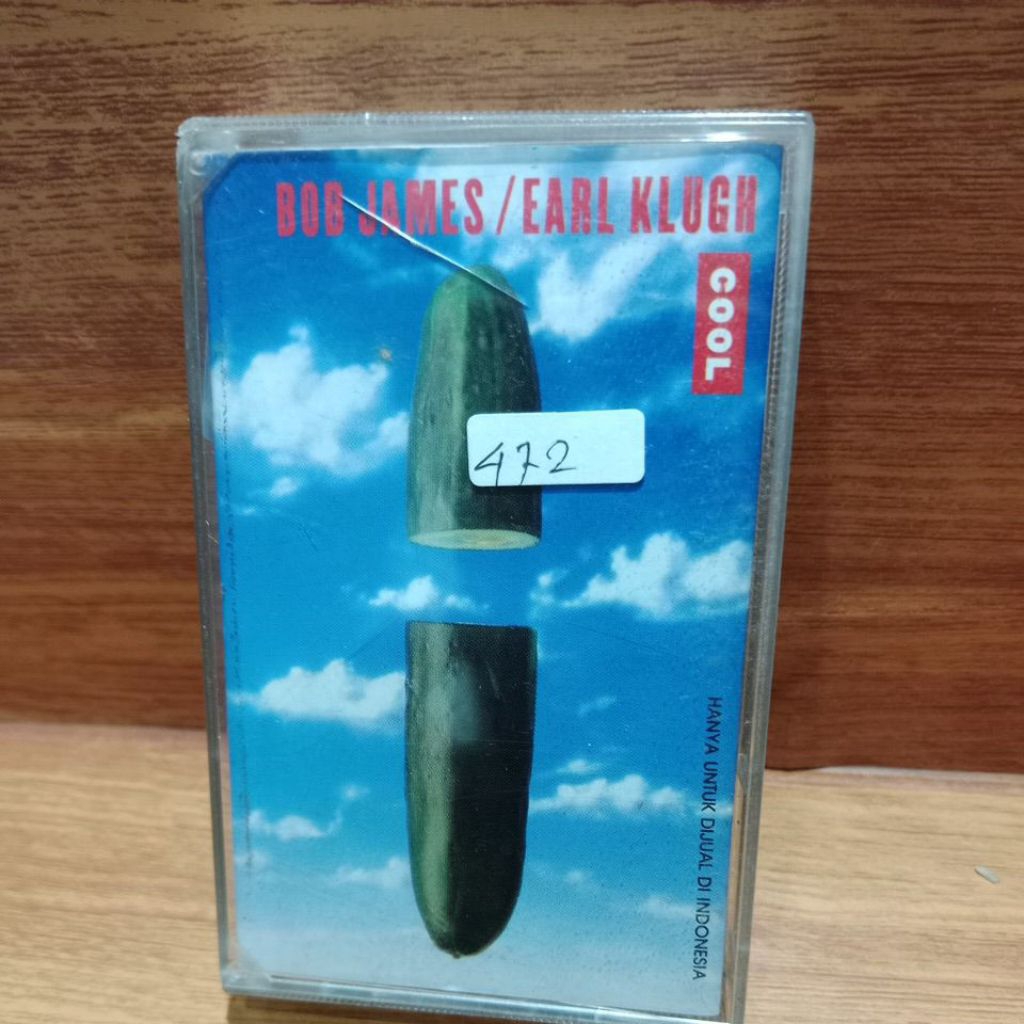 BOB JAMES/EARL KLUGH
COOL
472
HANYA UNTUK DIJUAL DI INDONESIA